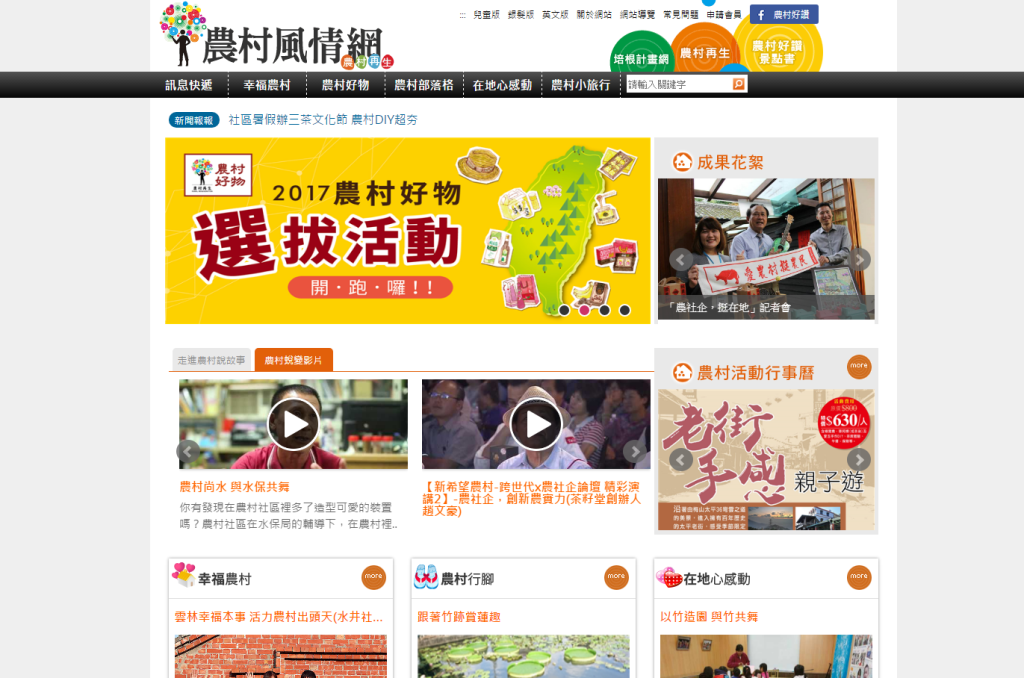 ::: 兒童版 銀髮版 英文版 關於網站 網站導覽 常見問題 申請會員 農村好讚
農村風情網
農村再生
培根計畫網
農村再生
農村好讚
景點書
訊息快遞 幸福農村 農村好物 農村部落格 在地心感動 農村小旅行 請輸入關鍵字
新聞報報 社區暑假辦三茶文化節 農村DIY超夯
農村
好物
農村再生
2017農村好物
選拔活動
開・跑・囉!!
成果花絮
愛農村挺農民
「農社企，挺在地」記者會
走進農村說故事 農村蛻變影片
農村尚水 與水保共舞
你有發現在農村社區裡多了造型可愛的裝置
嗎？農村社區在水保局的輔導下，在農村裡..
【新希望農村-跨世代x農社企論壇 精彩演
講2】-農社企，創新農實力(茶籽堂創辦人
趙文豪)
農村活動行事曆 more
老街
手感
親子遊
$800
$630/人
幸福農村 more
雲林幸福本事 活力農村出頭天(水井社...
農村行腳 more
跟著竹跡賞蓮趣
在地心感動 more
以竹造園 與竹共舞